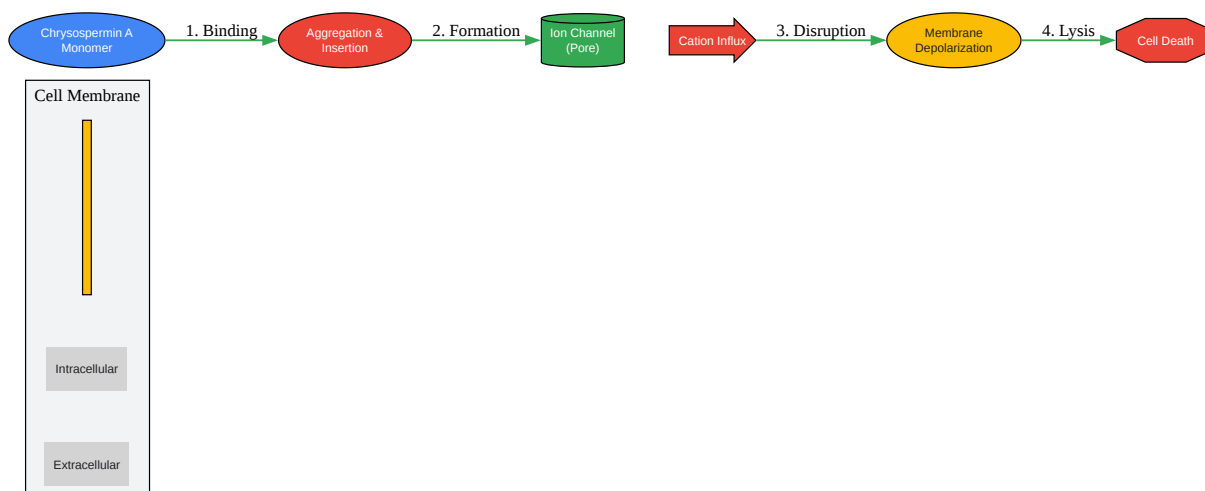 Chrysospermin A
Monomer
1. Binding
Aggregation &
Insertion
2. Formation
Ion Channel
(Pore)
Cation Influx
3. Disruption
Membrane
Depolarization
4. Lysis
Cell Death
Cell Membrane
Intracellular
Extracellular